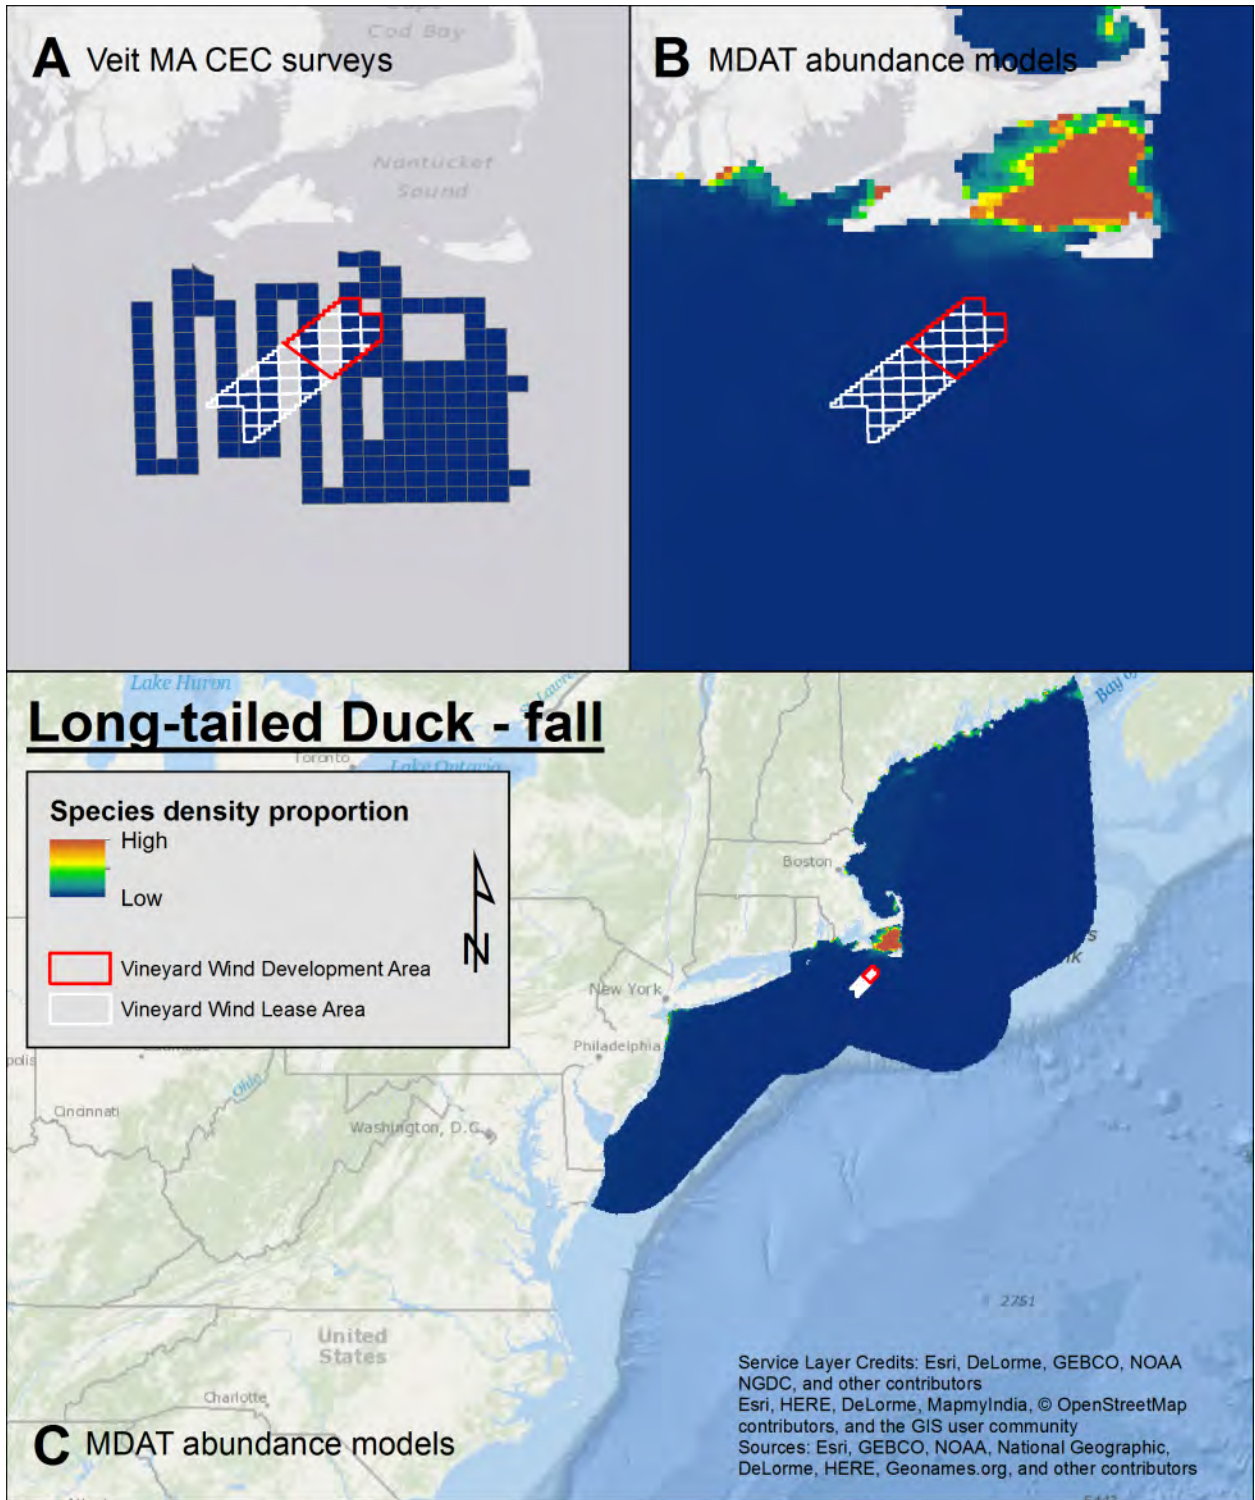 Cape
Cod Bay
A Veit MA CEC surveys
Nantucket
Sound
B MDAT abundance models
Lake Huron
Bay of
Long-tailed Duck - fall
Toronto
Lake Ontario
Species density proportion
High
Low
N
Vineyard Wind Development Area
Vineyard Wind Lease Area
Boston
New York
Philadelphia
Ohio
Cincinnati
Washington, D.C.
2751
United
States
Charlotte
C MDAT abundance models
Service Layer Credits: Esri, DeLorme, GEBCO, NOAA
NGDC, and other contributors
Esri, HERE, DeLorme, MapmyIndia, © OpenStreetMap
contributors, and the GIS user community
Sources: Esri, GEBCO, NOAA, National Geographic,
DeLorme, HERE, Geonames.org, and other contributors